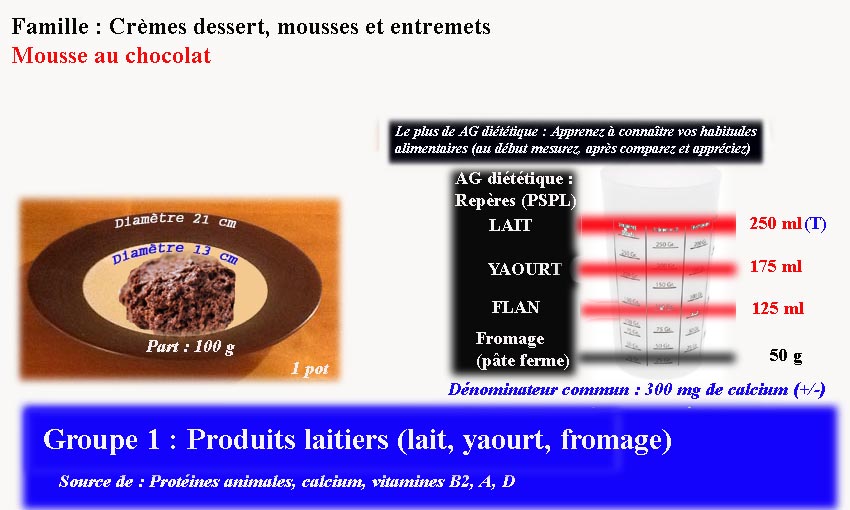 Famille : Crèmes dessert, mousses et entremets
Mousse au chocolat
Le plus de AG diététique : Apprenez à connaître vos habitudes
alimentaires (au début mesurez, après comparez et appréciez)
AG diététique :
Repères (PSPL)
LAIT 250 ml (T)
YAOURT 175 ml
FLAN 125 ml
Fromage
(pâte ferme) 50 g
Diamètre 21 cm
Diamètre 13 cm
Part : 100 g
1 pot
Dénominateur commun : 300 mg de calcium (+/-)
Groupe 1 : Produits laitiers (lait, yaourt, fromage)
Source de : Protéines animales, calcium, vitamines B2, A, D